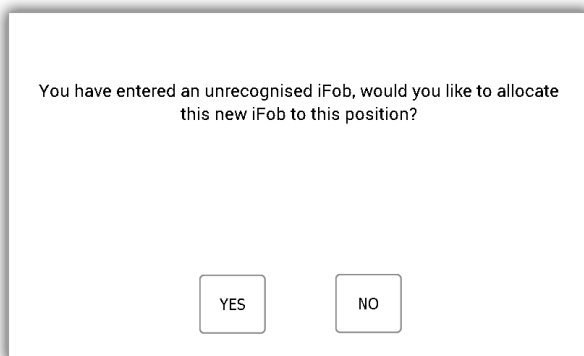 You have entered an unrecognised iFob, would you like to allocate
this new iFob to this position?
YES
NO